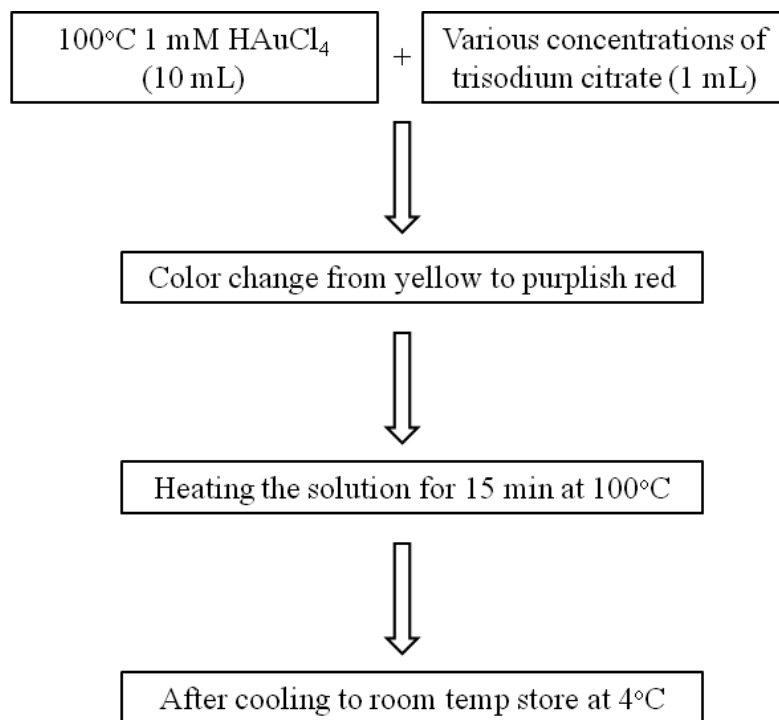 100°C 1 mM HAuCl₄
(10 mL)
+
Various concentrations of
trisodium citrate (1 mL)
Color change from yellow to purplish red
Heating the solution for 15 min at 100°C
After cooling to room temp store at 4°C